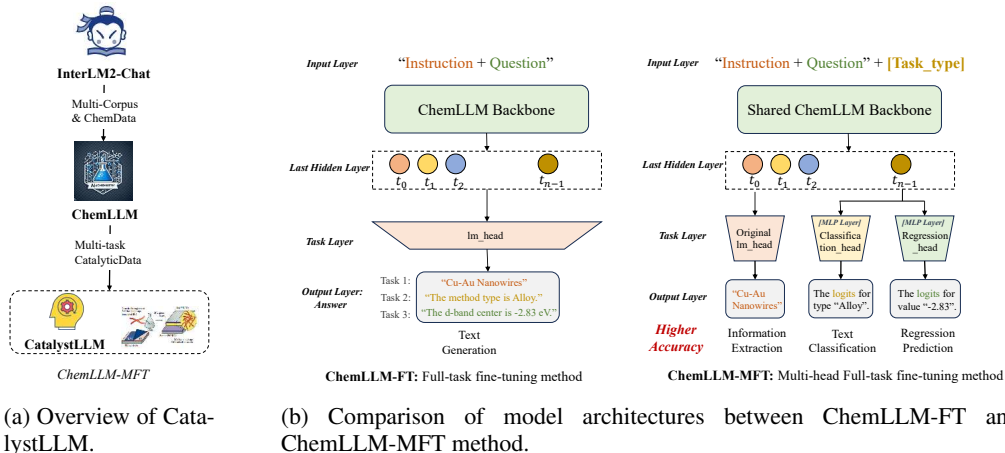 InterLM2-Chat
Multi-Corpus
& ChemData
ChemLLM
Multi-task
CatalyticData
CatalystLLM
ChemLLM-MFT
(a) Overview of Cata-
lystLLM.
Input Layer
“Instruction + Question”
ChemLLM Backbone
Last Hidden Layer
t0 t1 t2 tn−1
Task Layer
lm_head
Output Layer:
Answer
Task 1: “Cu-Au Nanowires”
Task 2: “The method type is Alloy.”
Task 3: “The d-band center is -2.83 eV.”
Text
Generation
ChemLLM-FT: Full-task fine-tuning method
Input Layer
“Instruction + Question” + [Task_type]
Shared ChemLLM Backbone
Last Hidden Layer
t0 t1 t2 tn−1
Task Layer
Original
lm_head
[MLP Layer]
Classifica
tion_head
[MLP Layer]
Regression
_head
Output Layer
“Cu-Au
Nanowires”
The logits for
type “Alloy”.
The logits for
value “-2.83”.
Higher
Accuracy
Information
Extraction
Text
Classification
Regression
Prediction
ChemLLM-MFT: Multi-head Full-task fine-tuning method
(b) Comparison of model architectures between ChemLLM-FT an
ChemLLM-MFT method.